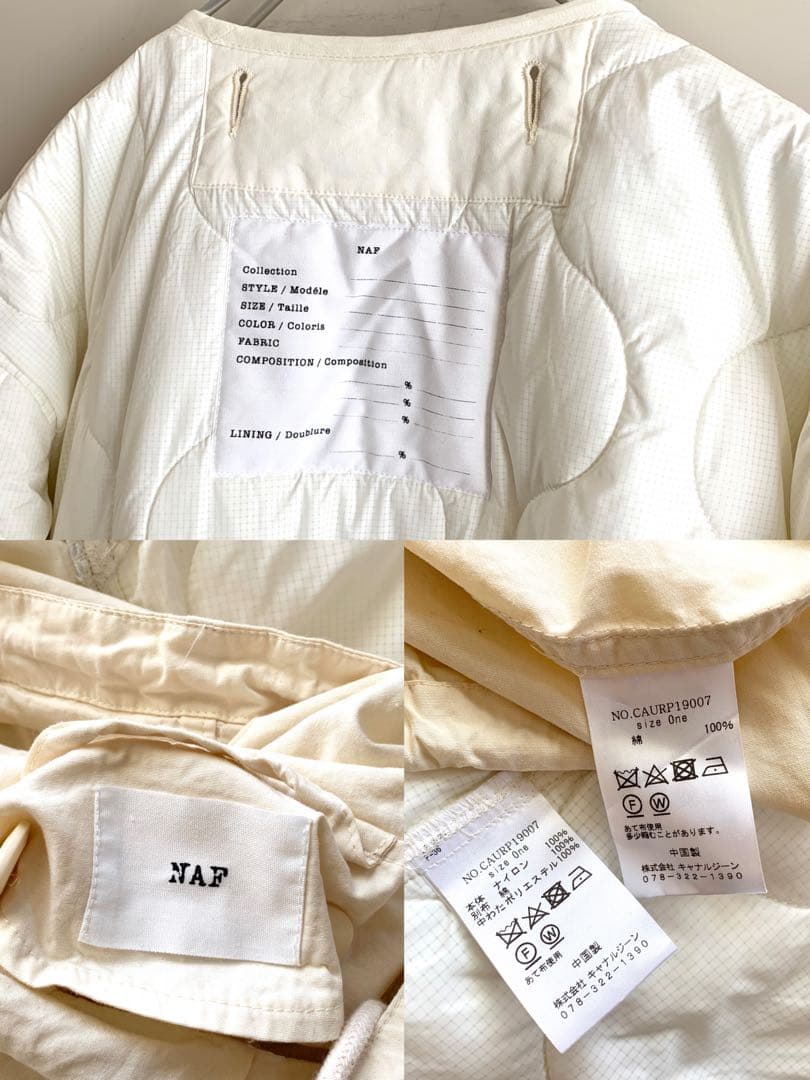 NAF
Collection
STYLE / Modéle
SIZE / Taille
COLOR / Coloris
FABRIC
COMPOSITION / Composition
%
%
%
LINING / Doublure
%
NAF
NO.CAURP19007
size One
綿 100%
F
W
あて布使用
多少縮むことがあります。
中国製
株式会社 キャナルジーン
078-322-1390
F-36
NO.CAURP19007
size One
本体 ナイロン 100%
別布 綿 100%
中わた ポリエステル 100%
F
W
あて布使用
中国製
株式会社 キャナルジーン
078-322-1390